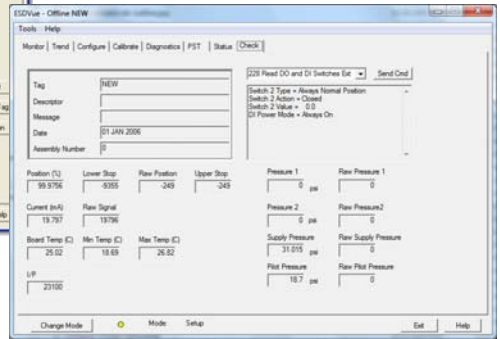 ESDVue - Offline NEW
Tools Help
Monitor Trend Configure Calibrate Diagnostics PST Status Check
Tag NEW
Descriptor
Message
Date 01 JAN 2006
Assembly Number 0
228 Read DO and DI Switches Ext Send Cmd
Switch 2 Type = Always Normal Position
Switch 2 Action = Closed
Switch 2 Value = 0.0
DI Power Mode = Always On
Position (%) Lower Stop Raw Position Upper Stop
99.9756 -9355 -249 -249
Current (mA) Raw Signal
19.797 19796
Board Temp (C) Min Temp (C) Max Temp (C)
25.02 18.69 26.82
I/P
23100
Pressure 1 Raw Pressure 1
0 psi 0
Pressure 2 Raw Pressure2
0 psi 0
Supply Pressure Raw Supply Pressure
31.015 psi 0
Pilot Pressure Raw Pilot Pressure
18.7 psi 0
Change Mode Mode: Setup Exit Help